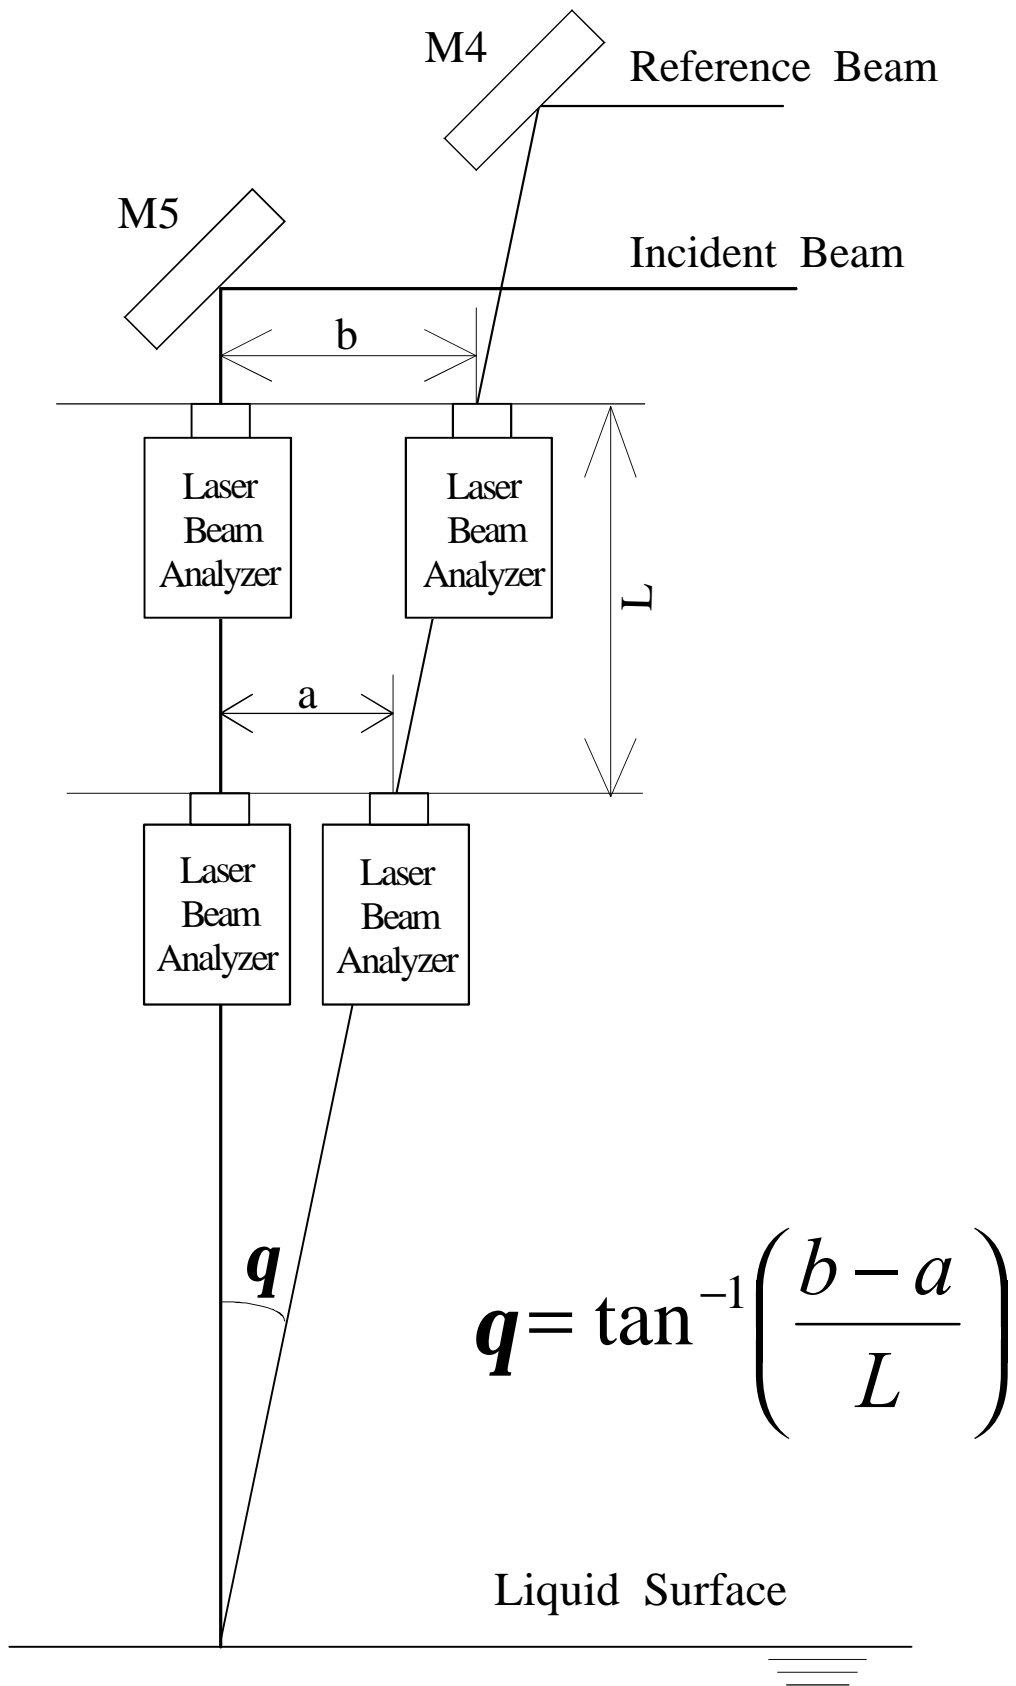 M4
Reference Beam
M5
Incident Beam
b
Laser
Beam
Analyzer
Laser
Beam
Analyzer
L
a
Laser
Beam
Analyzer
Laser
Beam
Analyzer
q
q = tan⁻¹((b − a) / L)
Liquid Surface